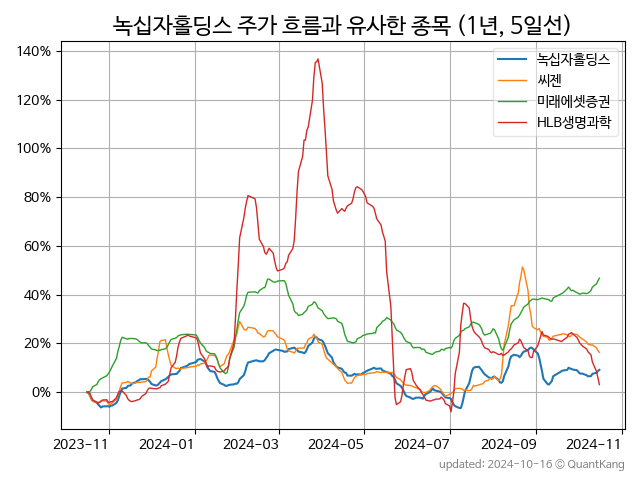 녹십자홀딩스 주가 흐름과 유사한 종목 (1년, 5일선)
140%
120%
100%
80%
60%
40%
20%
0%
녹십자홀딩스
씨젠
미래에셋증권
HLB생명과학
2023-11
2024-01
2024-03
2024-05
2024-07
2024-09
2024-11
updated: 2024-10-16 © QuantKang